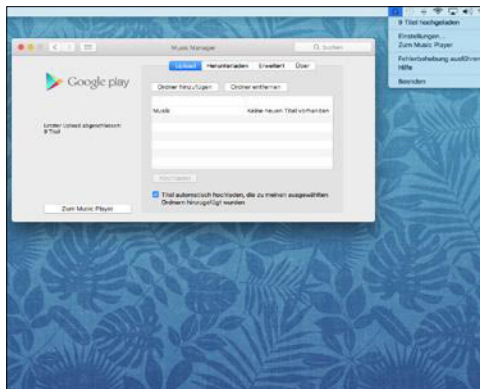 9 Titel hochgeladen
Einstellungen...
Zum Music Player
Fehlerbehebung ausführen
Hilfe
Beenden
Music Manager
Suchen
Upload Herunterladen Erweitert Über
Google play
Ordner hinzufügen Ordner entfernen
Music Keine neuen Titel vorhanden
Letzter Upload abgeschlossen:
9 Titel
Hochladen
Titel automatisch hochladen, die zu meinen ausgewählten
Ordnern hinzugefügt wurden
Zum Music Player